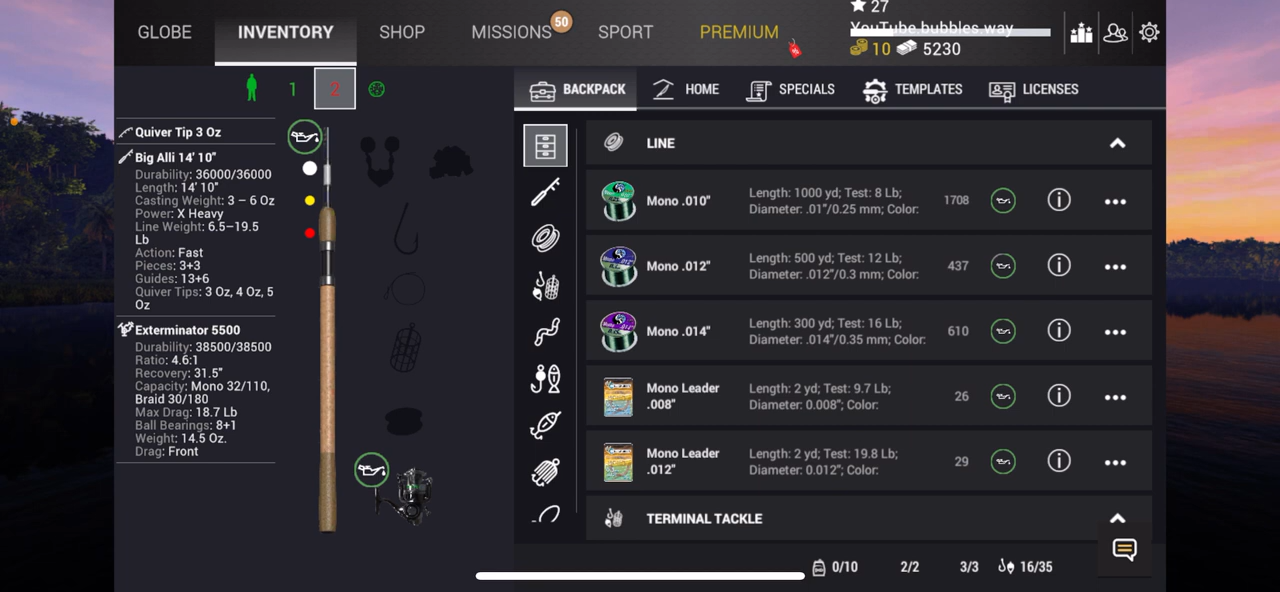 GLOBE
INVENTORY
SHOP
MISSIONS
50
SPORT
PREMIUM
27
YouTube.bubbles.way
10 5230
1
2
BACKPACK
HOME
SPECIALS
TEMPLATES
LICENSES
Quiver Tip 3 Oz
Big Alli 14' 10"
Durability: 36000/36000
Length: 14' 10"
Casting Weight: 3 – 6 Oz
Power: X Heavy
Line Weight: 6.5–19.5
Lb
Action: Fast
Pieces: 3+3
Guides: 13+6
Quiver Tips: 3 Oz, 4 Oz, 5
Oz
Exterminator 5500
Durability: 38500/38500
Ratio: 4.6:1
Recovery: 31.5"
Capacity: Mono 32/110,
Braid 30/180
Max Drag: 18.7 Lb
Ball Bearings: 8+1
Weight: 14.5 Oz.
Drag: Front
LINE
Mono .010"
Length: 1000 yd; Test: 8 Lb;
Diameter: .01"/0.25 mm; Color:
1708
Mono .012"
Length: 500 yd; Test: 12 Lb;
Diameter: .012"/0.3 mm; Color:
437
Mono .014"
Length: 300 yd; Test: 16 Lb;
Diameter: .014"/0.35 mm; Color:
610
Mono Leader
.008"
Length: 2 yd; Test: 9.7 Lb;
Diameter: 0.008"; Color:
26
Mono Leader
.012"
Length: 2 yd; Test: 19.8 Lb;
Diameter: 0.012"; Color:
29
TERMINAL TACKLE
0/10 2/2 3/3 16/35